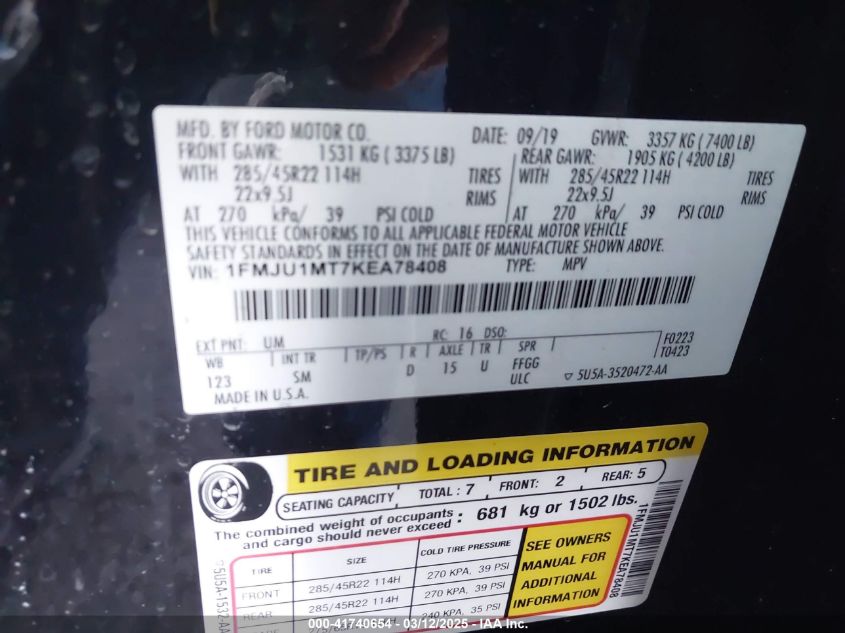 MFD. BY FORD MOTOR CO. DATE: 09/19 GVWR: 3357 KG ( 7400 LB)
FRONT GAWR: 1531 KG ( 3375 LB) REAR GAWR: 1905 KG ( 4200 LB)
WITH 285/45R22 114H TIRES WITH 285/45R22 114H TIRES
22x9.5J RIMS 22x9.5J RIMS
AT 270 kPa/ 39 PSI COLD AT 270 kPa/ 39 PSI COLD
THIS VEHICLE CONFORMS TO ALL APPLICABLE FEDERAL MOTOR VEHICLE
SAFETY STANDARDS IN EFFECT ON THE DATE OF MANUFACTURE SHOWN ABOVE.
VIN: 1FMJU1MT7KEA78408 TYPE: MPV
EXT PNT: UM RC: 16 DSO: F0223
WB INT TR TP/PS R AXLE TR SPR T0423
123 SM D 15 U FFGG
ULC ▽ 5U5A-3520472-AA
MADE IN U.S.A.
TIRE AND LOADING INFORMATION
SEATING CAPACITY TOTAL : 7 FRONT: 2 REAR: 5
The combined weight of occupants
and cargo should never exceed : 681 kg or 1502 lbs.
TIRE SIZE COLD TIRE PRESSURE
FRONT 285/45R22 114H 270 KPA, 39 PSI
REAR 285/45R22 114H 270 KPA, 39 PSI
240 KPA, 35 PSI
SEE OWNERS
MANUAL FOR
ADDITIONAL
INFORMATION
1FMJU1MT7KEA78408
000-41740654 - 03/12/2025 - IAA Inc.